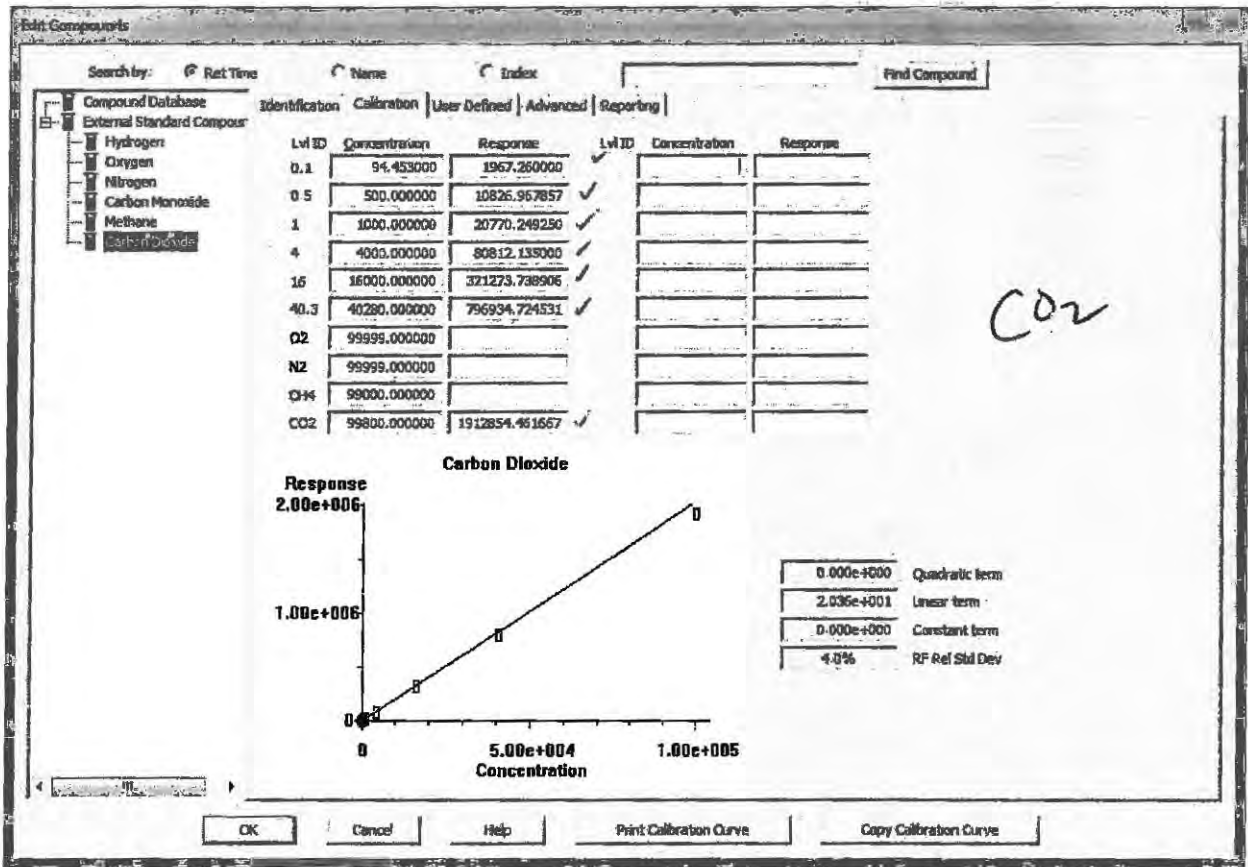 Edit Compounds
Search by: Ret Time Name Index Find Compound
Compound Database
External Standard Compour
Hydrogen
Oxygen
Nitrogen
Carbon Monoxide
Methane
Carbon Dioxide
Identification Calibration User Defined Advanced Reporting
Lvl ID Concentration Response Lvl ID Concentration Response
0.1 94.453000 1967.260000
0.5 500.000000 10826.967857
1 1000.000000 20770.249250
4 4000.000000 80812.135000
16 16000.000000 321273.738906
40.3 40280.000000 796934.724531
O2 99999.000000
N2 99999.000000
CH4 99000.000000
CO2 99800.000000 1912854.461667
CO2
Carbon Dioxide
Response
2.00e+006
1.00e+006
0
0 5.00e+004 1.00e+005
Concentration
0.000e+000 Quadratic term
2.036e+001 Linear term
0.000e+000 Constant term
4.0% RF Rel Std Dev
OK Cancel Help Print Calibration Curve Copy Calibration Curve